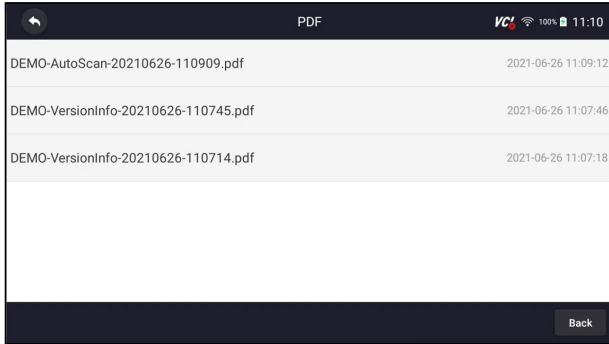 PDF
VCI 100% 11:10
DEMO-AutoScan-20210626-110909.pdf 2021-06-26 11:09:12
DEMO-VersionInfo-20210626-110745.pdf 2021-06-26 11:07:46
DEMO-VersionInfo-20210626-110714.pdf 2021-06-26 11:07:18
Back